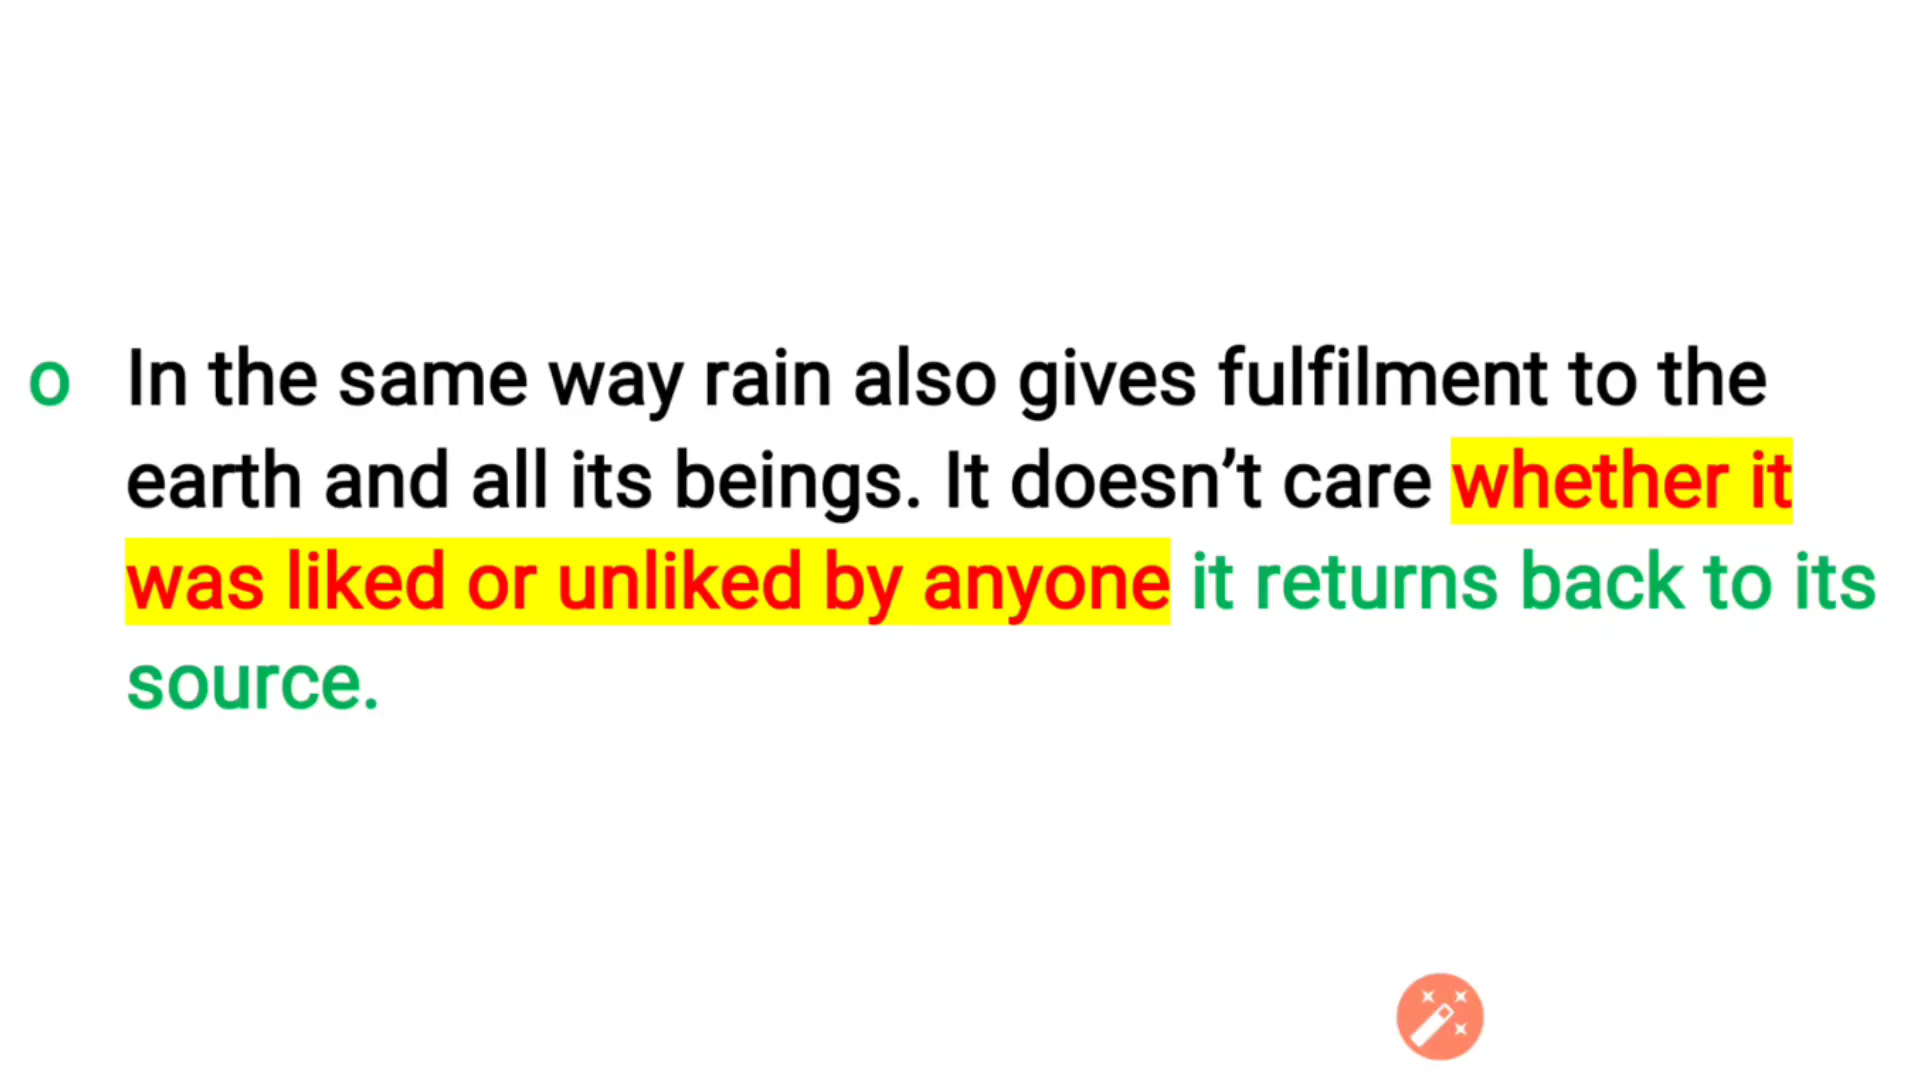 o In the same way rain also gives fulfilment to the
earth and all its beings. It doesn’t care whether it
was liked or unliked by anyone it returns back to its
source.